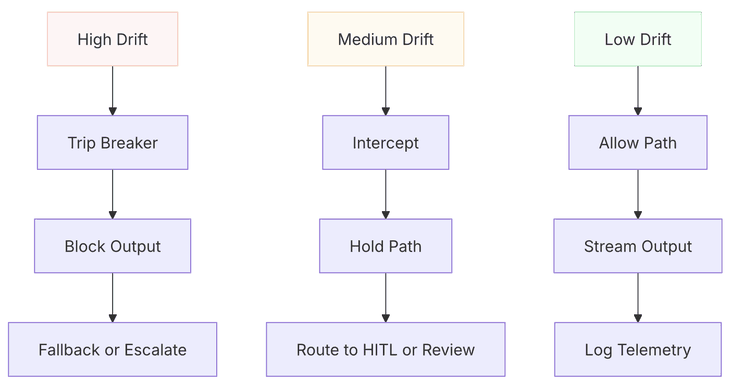 High Drift
Medium Drift
Low Drift
Trip Breaker
Intercept
Allow Path
Block Output
Hold Path
Stream Output
Fallback or Escalate
Route to HITL or Review
Log Telemetry